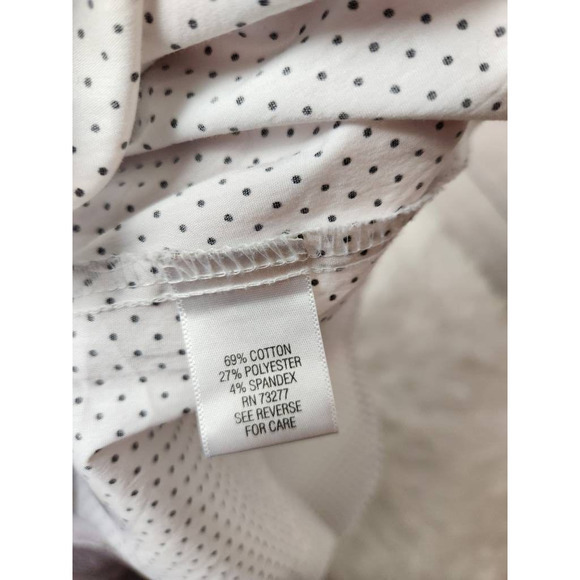 69% COTTON
27% POLYESTER
4% SPANDEX
RN 73277
SEE REVERSE
FOR CARE